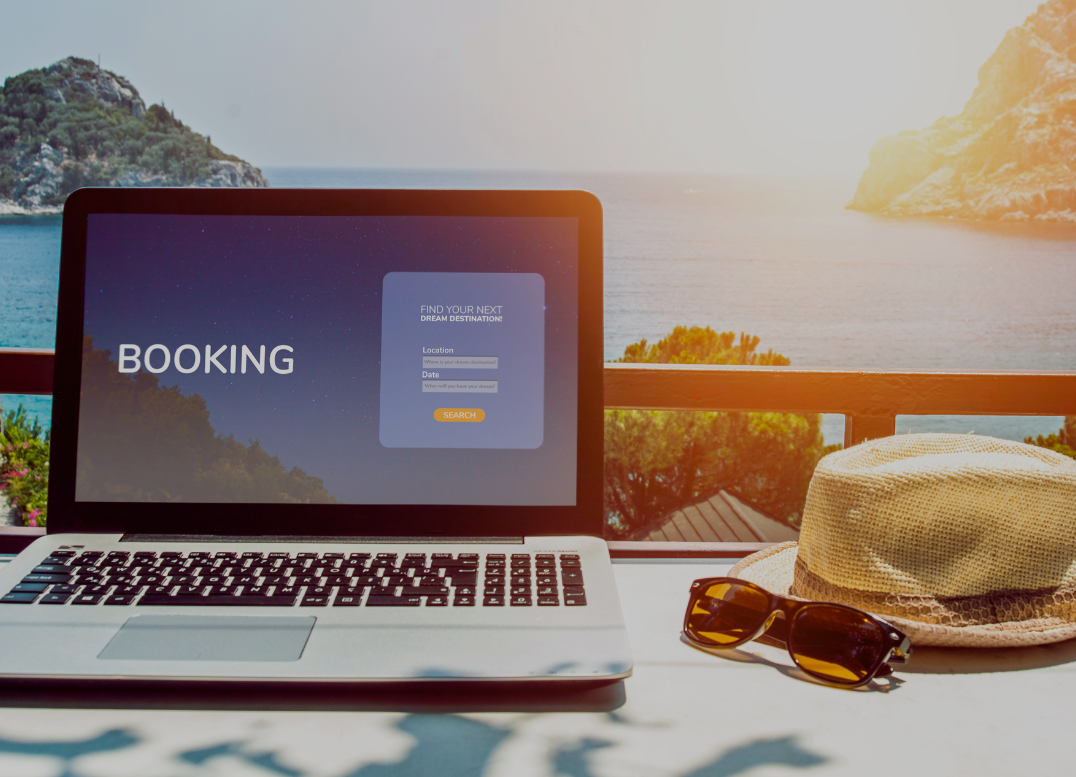 BOOKING
FIND YOUR NEXT
DREAM DESTINATION!
Location
Where is your dream destination?
Date
When will you have your dream?
SEARCH